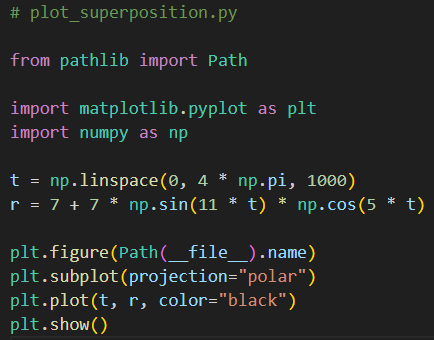 # plot_superposition.py
from pathlib import Path
import matplotlib.pyplot as plt
import numpy as np
t = np.linspace(0, 4 * np.pi, 1000)
r = 7 + 7 * np.sin(11 * t) * np.cos(5 * t)
plt.figure(Path(__file__).name)
plt.subplot(projection="polar")
plt.plot(t, r, color="black")
plt.show()